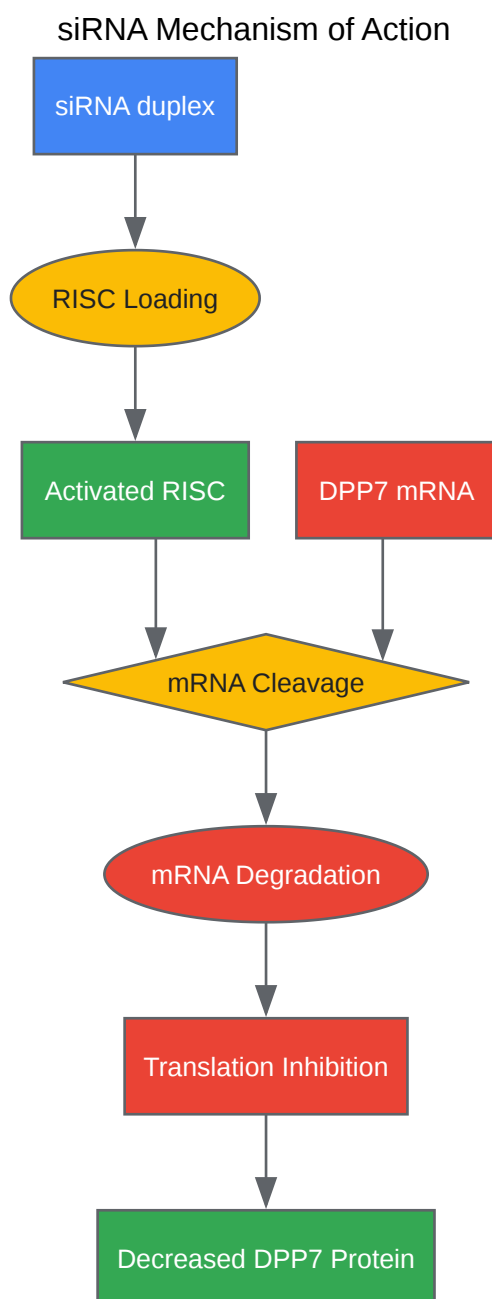 siRNA Mechanism of Action
siRNA duplex
RISC Loading
Activated RISC
DPP7 mRNA
mRNA Cleavage
mRNA Degradation
Translation Inhibition
Decreased DPP7 Protein